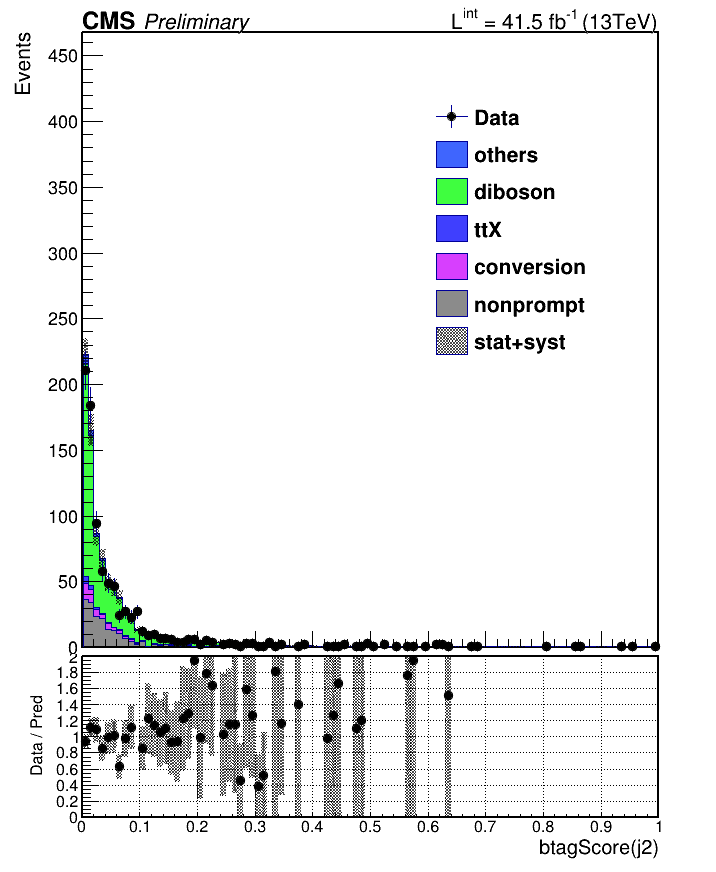 CMS Preliminary
L^int = 41.5 fb^-1 (13TeV)
Events
450
400
350
300
250
200
150
100
50
0
Data
others
diboson
ttX
conversion
nonprompt
stat+syst
Data / Pred
2
1.8
1.6
1.4
1.2
1
0.8
0.6
0.4
0.2
0
0 0.1 0.2 0.3 0.4 0.5 0.6 0.7 0.8 0.9 1
btagScore(j2)